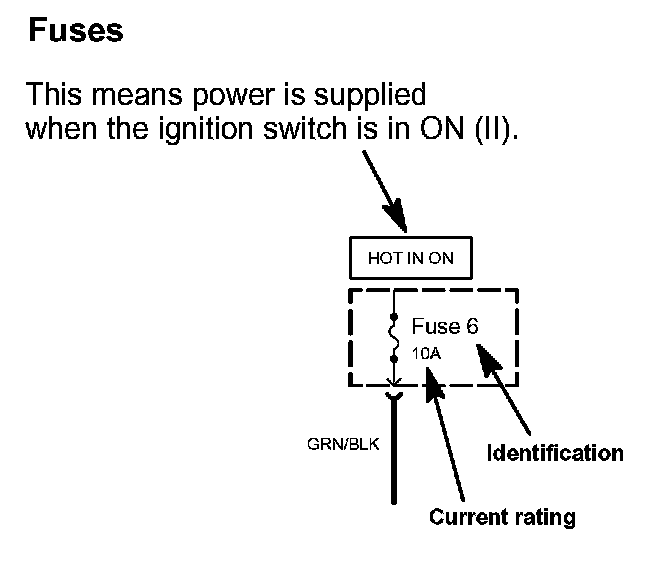 Fuses
This means power is supplied
when the ignition switch is in ON (II).
HOT IN ON
Fuse 6
10A
GRN/BLK
Identification
Current rating